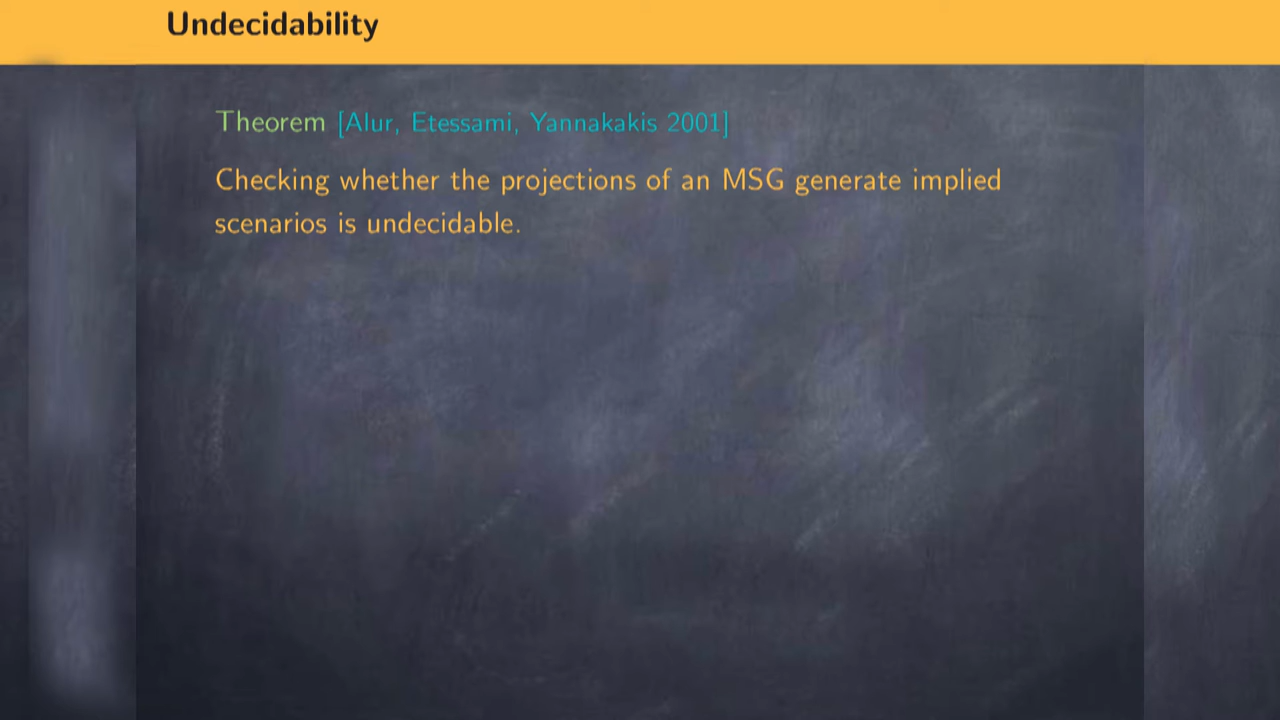 Undecidability
Theorem [Alur, Etessami, Yannakakis 2001]
Checking whether the projections of an MSG generate implied
scenarios is undecidable.